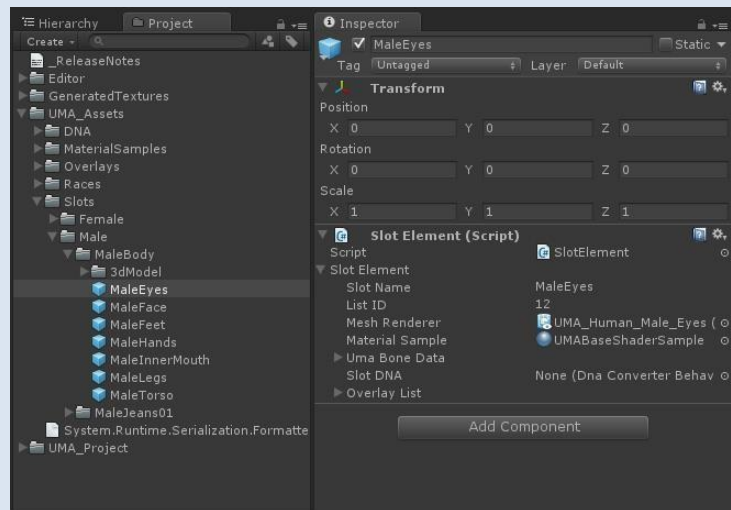 Hierarchy
Project
Create
_ReleaseNotes
Editor
GeneratedTextures
UMA_Assets
DNA
MaterialSamples
Overlays
Races
Slots
Female
Male
MaleBody
3dModel
MaleEyes
MaleFace
MaleFeet
MaleHands
MaleInnerMouth
MaleLegs
MaleTorso
MaleJeans01
System.Runtime.Serialization.Formatte
UMA_Project
Inspector
MaleEyes Static
Tag Untagged Layer Default
Transform
Position
X 0 Y 0 Z 0
Rotation
X 0 Y 0 Z 0
Scale
X 1 Y 1 Z 1
Slot Element (Script)
Script SlotElement
Slot Element
Slot Name MaleEyes
List ID 12
Mesh Renderer UMA_Human_Male_Eyes (
Material Sample UMABaseShaderSample
Uma Bone Data
Slot DNA None (Dna Converter Behav
Overlay List
Add Component